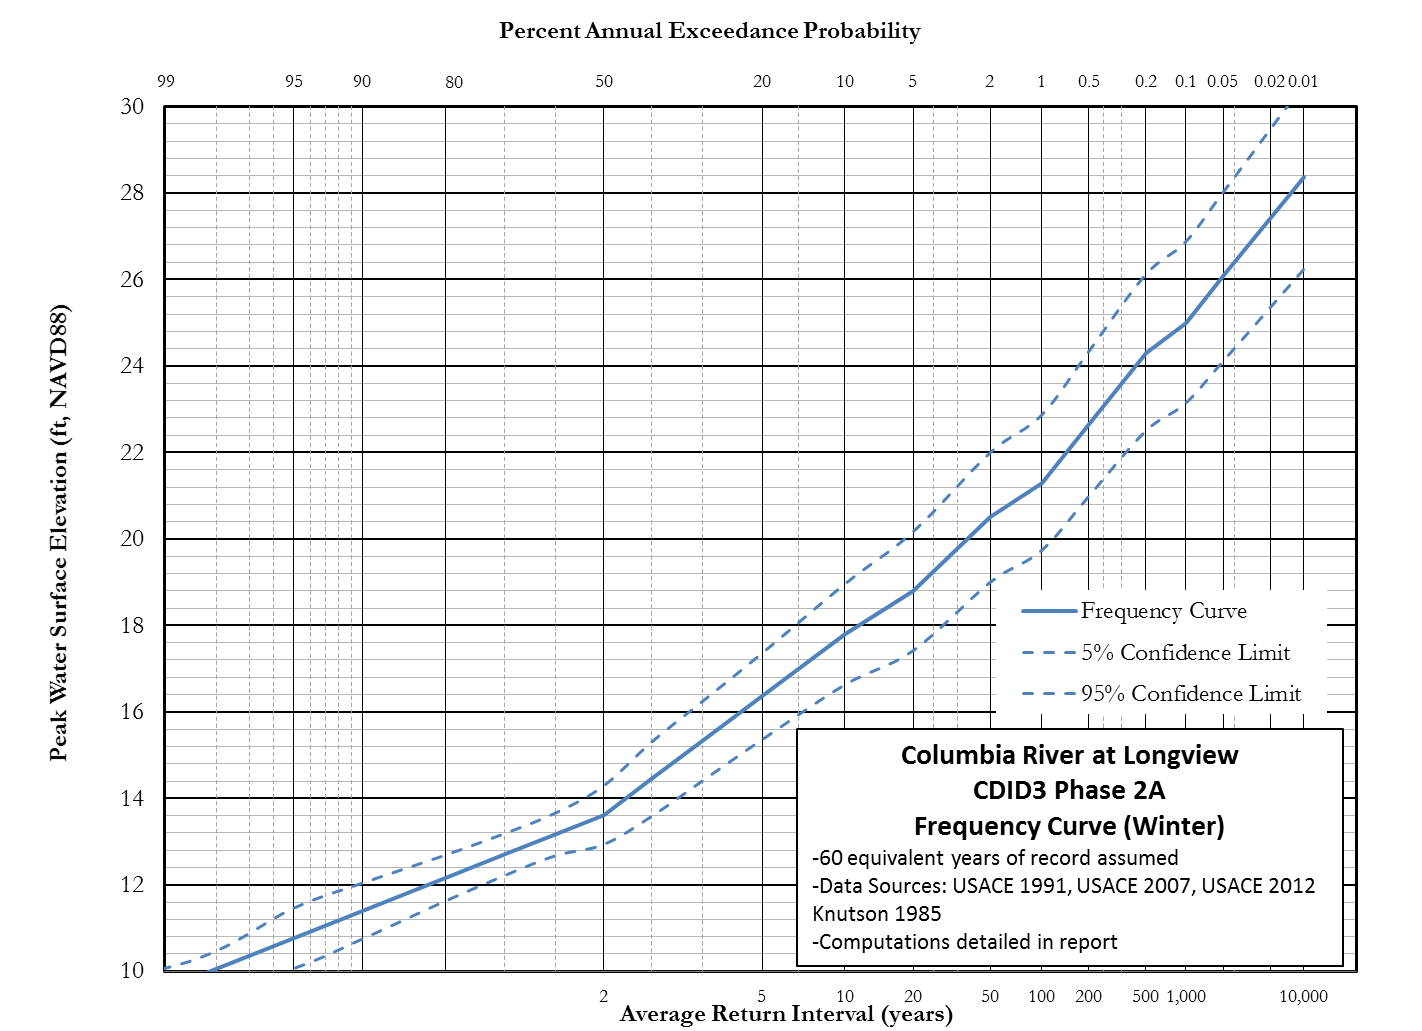 Percent Annual Exceedance Probability
99 95 90 80 50 20 10 5 2 1 0.5 0.2 0.1 0.05 0.02 0.01
Peak Water Surface Elevation (ft, NAVD88)
30
28
26
24
22
20
18
16
14
12
10
Frequency Curve
5% Confidence Limit
95% Confidence Limit
Columbia River at Longview
CDID3 Phase 2A
Frequency Curve (Winter)
-60 equivalent years of record assumed
-Data Sources: USACE 1991, USACE 2007, USACE 2012
Knutson 1985
-Computations detailed in report
2 5 10 20 50 100 200 500 1,000 10,000
Average Return Interval (years)